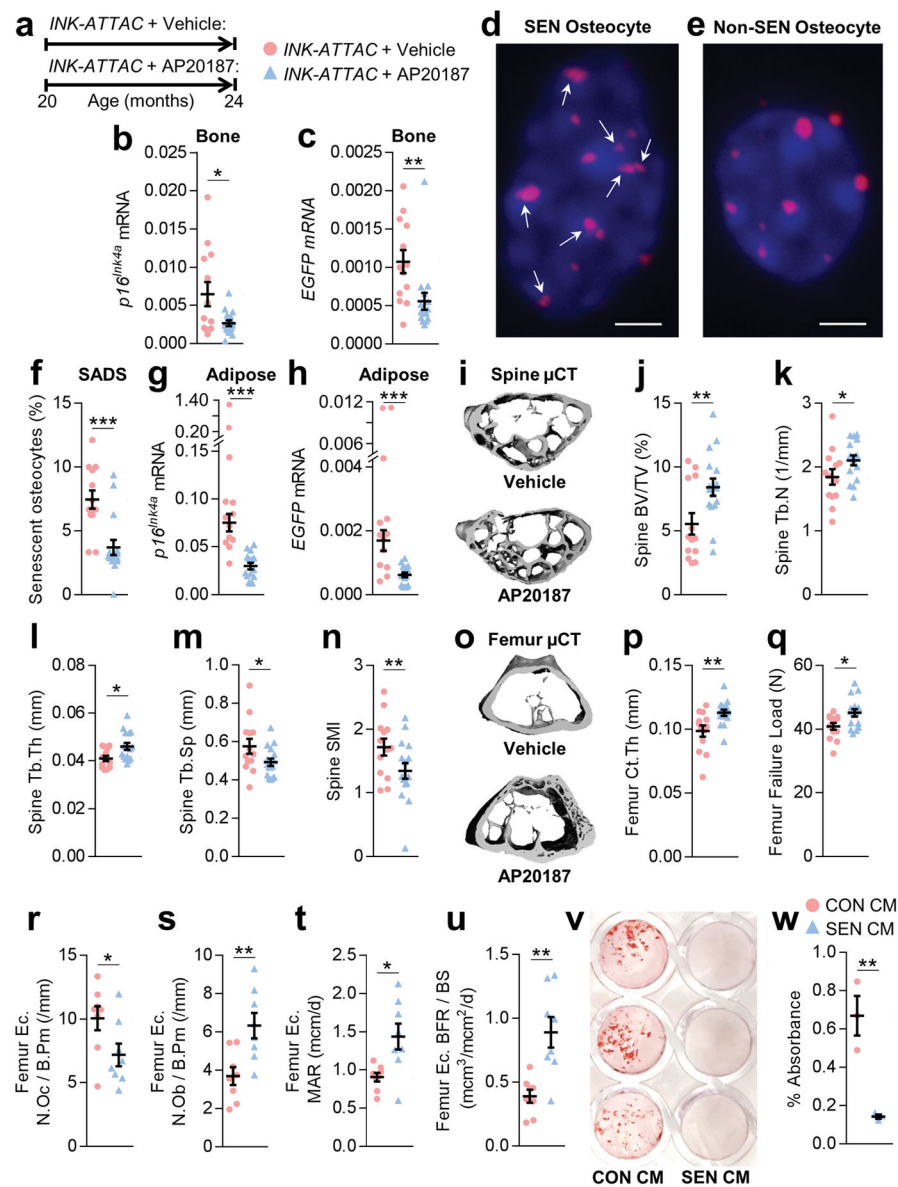 a
INK-ATTAC + Vehicle:
INK-ATTAC + AP20187:
20 Age (months) 24
INK-ATTAC + Vehicle
INK-ATTAC + AP20187
b
Bone
p16^Ink4a mRNA
0.025
0.020
0.015
0.010
0.005
0.000
*
c
Bone
EGFP mRNA
0.0025
0.0020
0.0015
0.0010
0.0005
0.0000
**
d
SEN Osteocyte
e
Non-SEN Osteocyte
f
SADS
Senescent osteocytes (%)
15
10
5
0
***
g
Adipose
p16^Ink4a mRNA
1.40
0.20
0.10
0.05
0.00
***
h
Adipose
EGFP mRNA
0.012
0.006
0.004
0.002
0.000
***
i
Spine µCT
Vehicle
AP20187
j
Spine BV/TV (%)
15
10
5
0
**
k
Spine Tb.N (1/mm)
3
2
1
0
*
l
Spine Tb.Th (mm)
0.08
0.06
0.04
0.02
0.00
*
m
Spine Tb.Sp (mm)
1.0
0.8
0.6
0.4
0.2
0.0
*
n
Spine SMI
3
2
1
0
**
o
Femur µCT
Vehicle
AP20187
p
Femur Ct.Th (mm)
0.15
0.10
0.05
0.00
**
q
Femur Failure Load (N)
60
40
20
0
*
r
Femur Ec.
N.Oc / B.Pm (/mm)
15
10
5
0
*
s
Femur Ec.
N.Ob / B.Pm (/mm)
10
8
6
4
2
0
**
t
Femur Ec.
MAR (mcm/d)
2.5
2.0
1.5
1.0
0.5
0.0
*
u
Femur Ec. BFR / BS
(mcm³/mcm²/d)
1.5
1.0
0.5
0.0
**
v
CON CM SEN CM
w
CON CM
SEN CM
% Absorbance
1.0
0.8
0.6
0.4
0.2
0.0
**